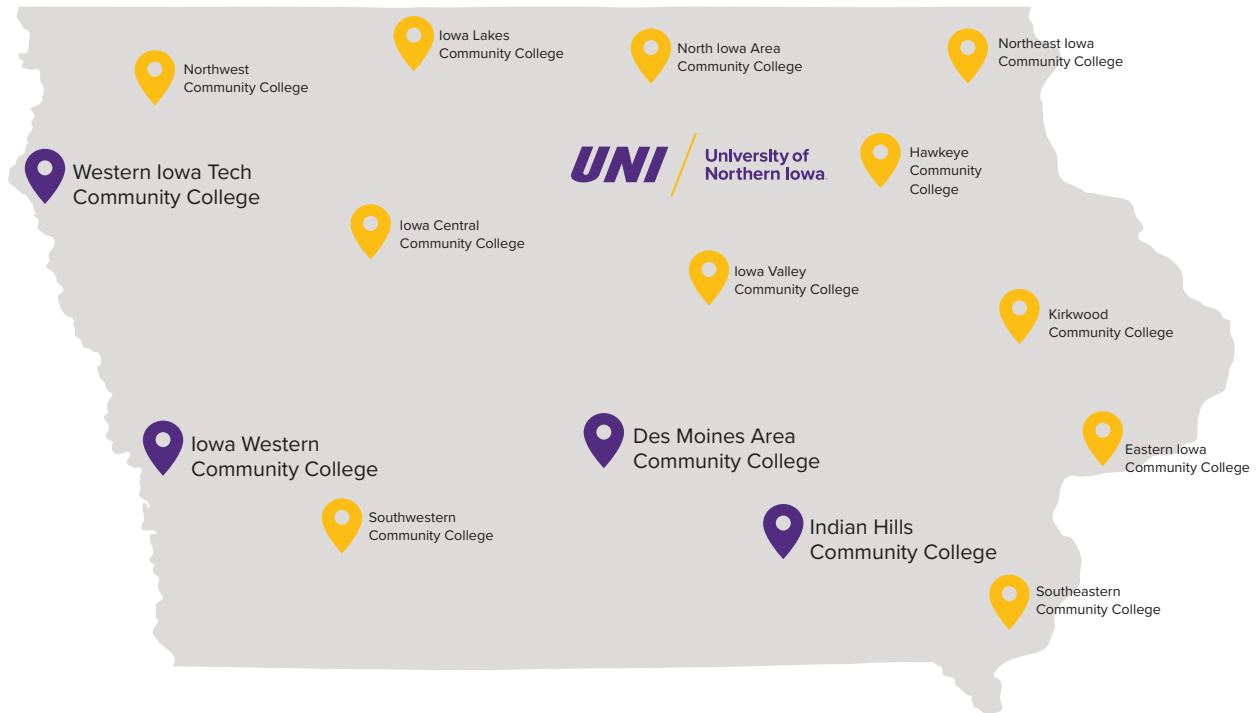 Iowa Lakes
Community College
North Iowa Area
Community College
Northeast Iowa
Community College
Northwest
Community College
Western Iowa Tech
Community College
UNI
University of
Northern Iowa.
Hawkeye
Community
College
Iowa Central
Community College
Iowa Valley
Community College
Kirkwood
Community College
Iowa Western
Community College
Des Moines Area
Community College
Eastern Iowa
Community College
Southwestern
Community College
Indian Hills
Community College
Southeastern
Community College